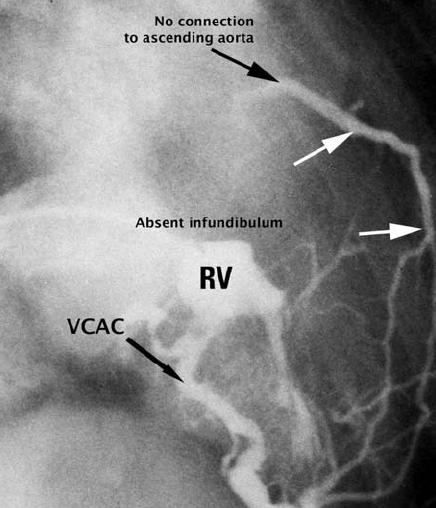 No connection
to ascending aorta
Absent infundibulum
RV
VCAC